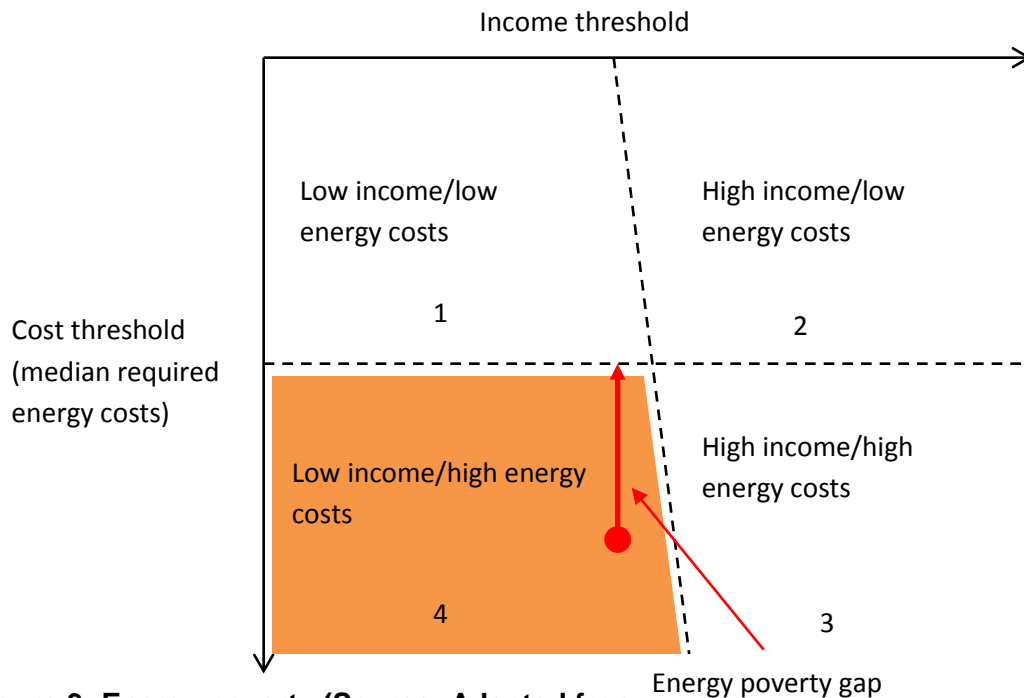 Income threshold
Low income/low
energy costs
High income/low
energy costs
1
2
Cost threshold
(median required
energy costs)
Low income/high energy
costs
High income/high
energy costs
4
3
Energy poverty gap